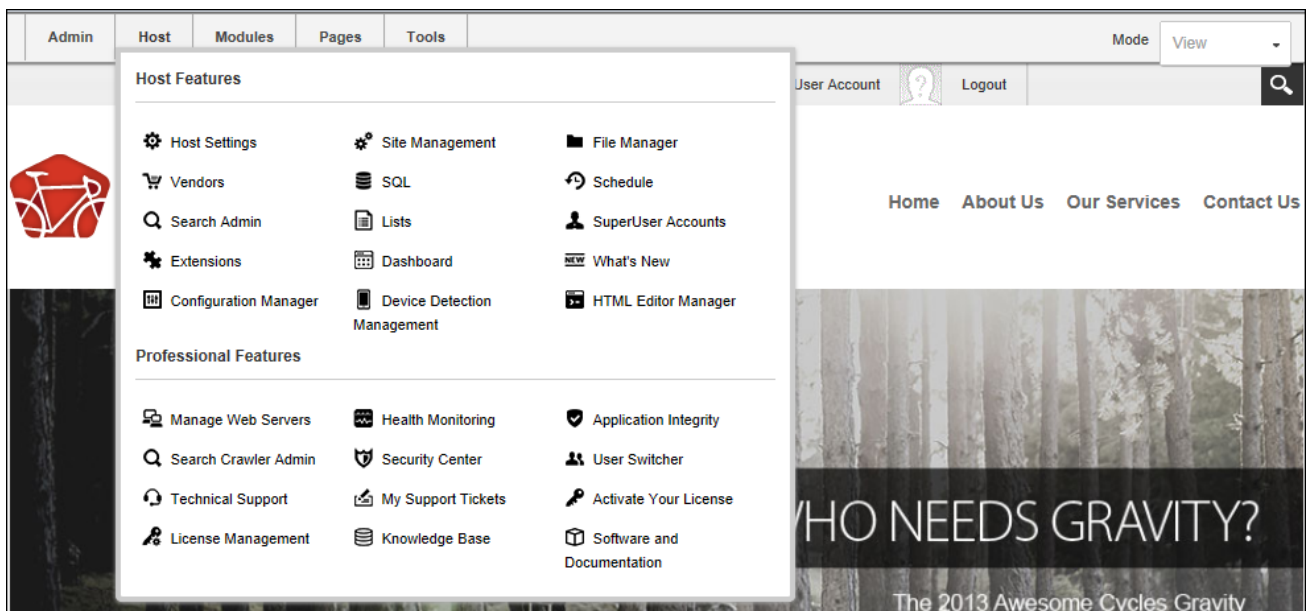 Admin Host Modules Pages Tools Mode View
Host Features
User Account Logout
Host Settings Site Management File Manager
Vendors SQL Schedule
Home About Us Our Services Contact Us
Search Admin Lists SuperUser Accounts
Extensions Dashboard NEW What's New
Configuration Manager Device Detection Management HTML Editor Manager
Professional Features
Manage Web Servers Health Monitoring Application Integrity
Search Crawler Admin Security Center User Switcher
Technical Support My Support Tickets Activate Your License
License Management Knowledge Base Software and Documentation
NEEDS GRAVITY?
The 2013 Awesome Cycles Gravity